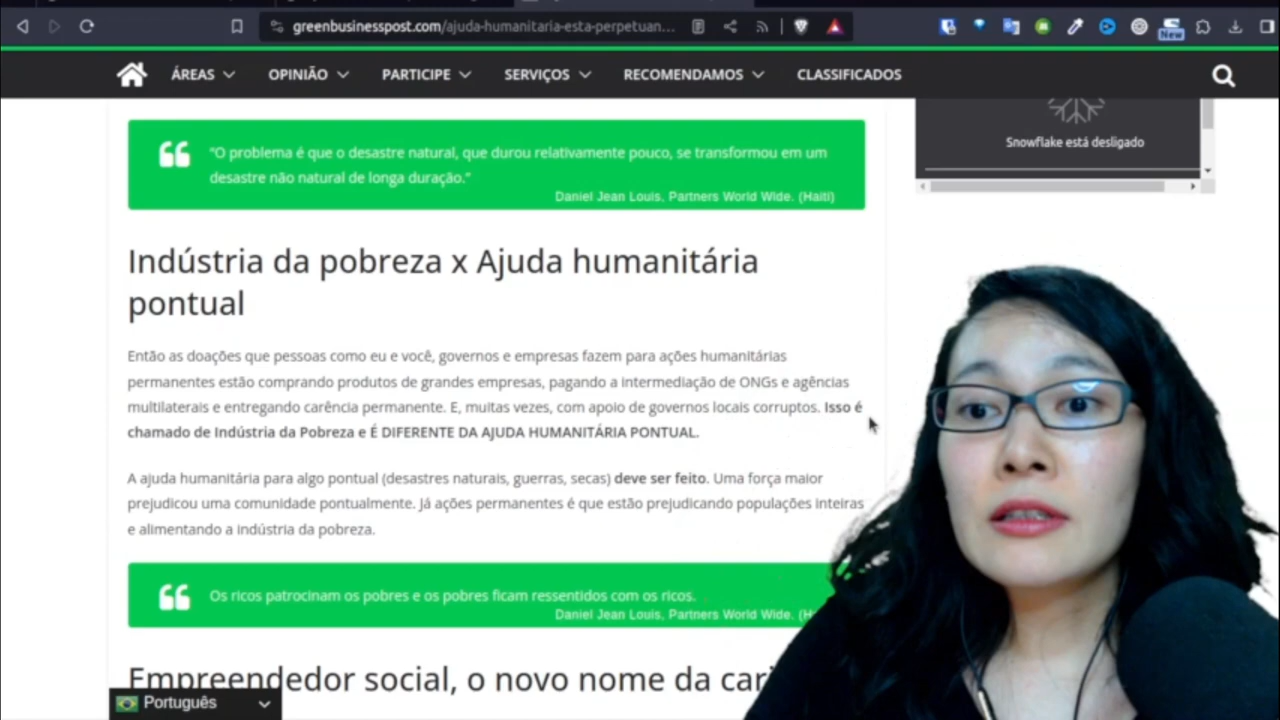 greenbusinesspost.com/ajuda-humanitaria-esta-perpetuan...
New
ÁREAS
OPINIÃO
PARTICIPE
SERVIÇOS
RECOMENDAMOS
CLASSIFICADOS
Snowflake está desligado
“O problema é que o desastre natural, que durou relativamente pouco, se transformou em um
desastre não natural de longa duração.”
Daniel Jean Louis, Partners World Wide. (Haiti)
Indústria da pobreza x Ajuda humanitária
pontual
Então as doações que pessoas como eu e você, governos e empresas fazem para ações humanitárias
permanentes estão comprando produtos de grandes empresas, pagando a intermediação de ONGs e agências
multilaterais e entregando carência permanente. E, muitas vezes, com apoio de governos locais corruptos. Isso é
chamado de Indústria da Pobreza e É DIFERENTE DA AJUDA HUMANITÁRIA PONTUAL.
A ajuda humanitária para algo pontual (desastres naturais, guerras, secas) deve ser feito. Uma força maior
prejudicou uma comunidade pontualmente. Já ações permanentes é que estão prejudicando populações inteiras
e alimentando a indústria da pobreza.
Os ricos patrocinam os pobres e os pobres ficam ressentidos com os ricos.
Daniel Jean Louis, Partners World Wide. (H
Empreendedor social, o novo nome da car
Português